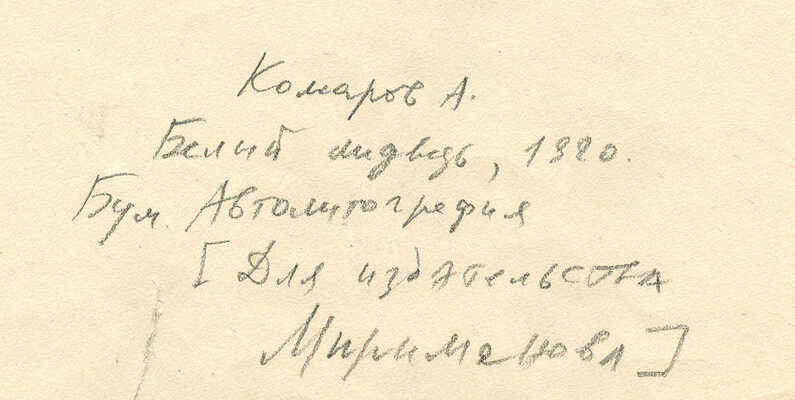 Комаров А.
Белый медведь, 1920.
Бум. Автолитография
[Для издательства
Мириманова]